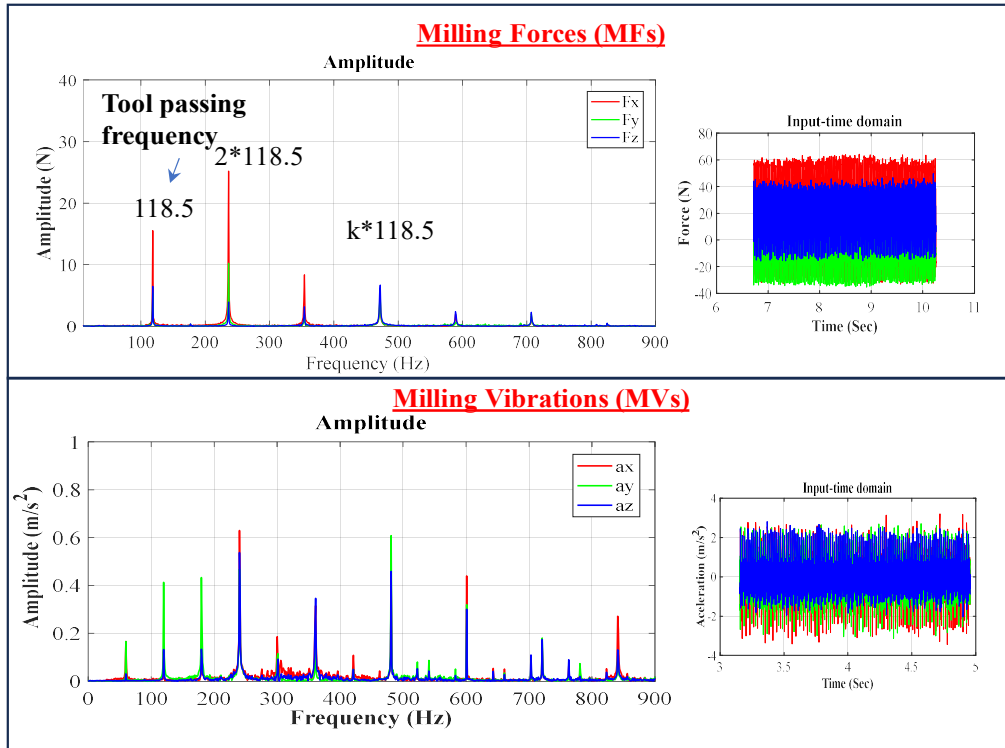 Milling Forces (MFs)
Amplitude
40
30
20
10
0
Amplitude (N)
Tool passing
frequency
118.5
2*118.5
k*118.5
Fx
Fy
Fz
100 200 300 400 500 600 700 800 900
Frequency (Hz)
Input-time domain
80
60
40
20
0
-20
-40
Force (N)
6 7 8 9 10 11
Time (Sec)
Milling Vibrations (MVs)
Amplitude
1
0.8
0.6
0.4
0.2
0
Amplitude (m/s²)
ax
ay
az
0 100 200 300 400 500 600 700 800 900
Frequency (Hz)
Input-time domain
4
2
0
-2
-4
Aceleration (m/s²)
3 3.5 4 4.5 5
Time (Sec)